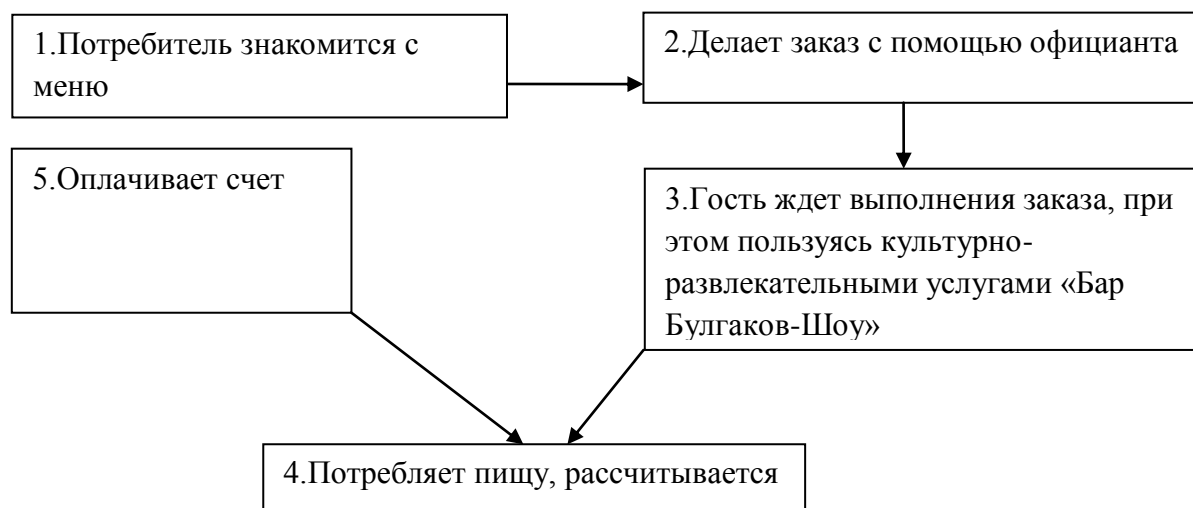 1.Потребитель знакомится с
меню
2.Делает заказ с помощью официанта
3.Гость ждет выполнения заказа, при
этом пользуясь культурно-
развлекательными услугами «Бар
Булгаков-Шоу»
4.Потребляет пищу, рассчитывается
5.Оплачивает счет